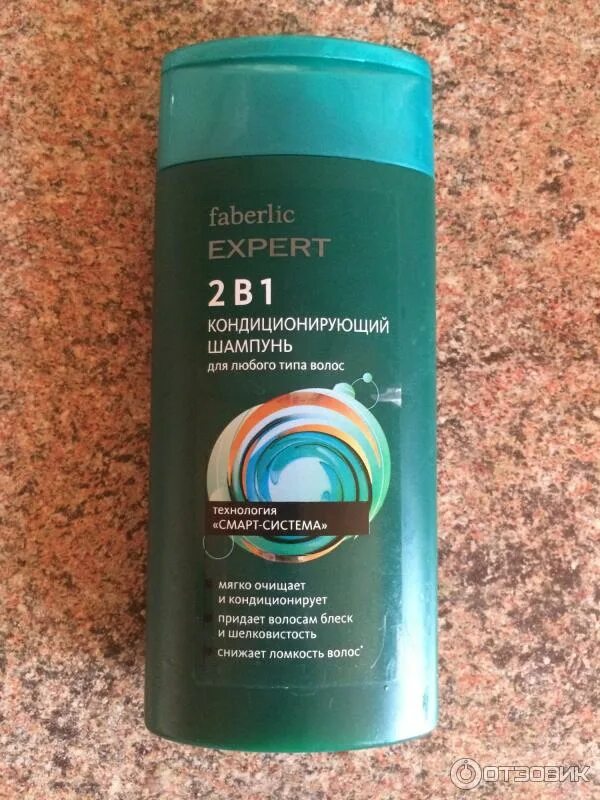 faberlic
EXPERT
2 В 1
КОНДИЦИОНИРУЮЩИЙ
ШАМПУНЬ
для любого типа волос
ТЕХНОЛОГИЯ
«СМАРТ-СИСТЕМА»
мягко очищает
и кондиционирует
придает волосам блеск
и шелковистость
снижает ломкость волос*
ОТЗОВИК